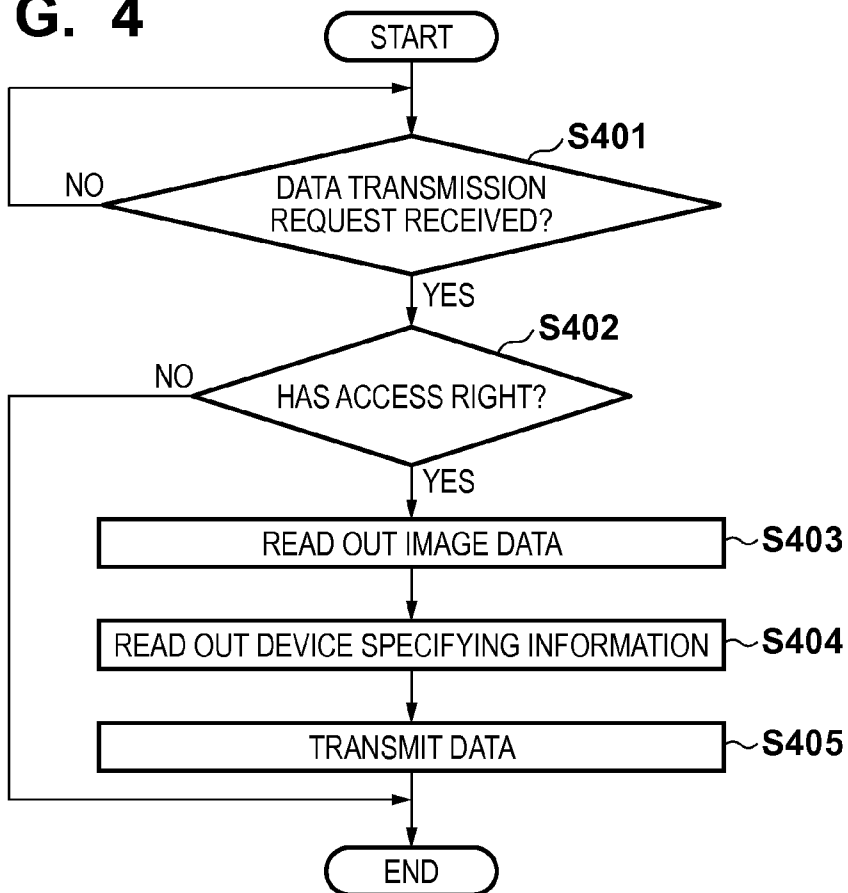 G. 4
START
S401
NO
DATA TRANSMISSION
REQUEST RECEIVED?
YES
S402
NO
HAS ACCESS RIGHT?
YES
READ OUT IMAGE DATA
S403
READ OUT DEVICE SPECIFYING INFORMATION
S404
TRANSMIT DATA
S405
END